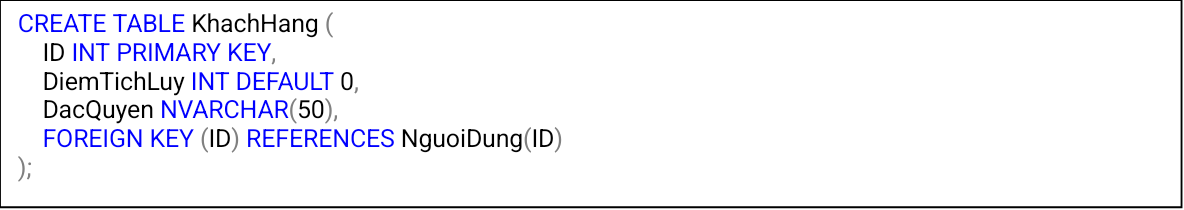 CREATE TABLE KhachHang (
ID INT PRIMARY KEY,
DiemTichLuy INT DEFAULT 0,
DacQuyen NVARCHAR(50),
FOREIGN KEY (ID) REFERENCES NguoiDung(ID)
);